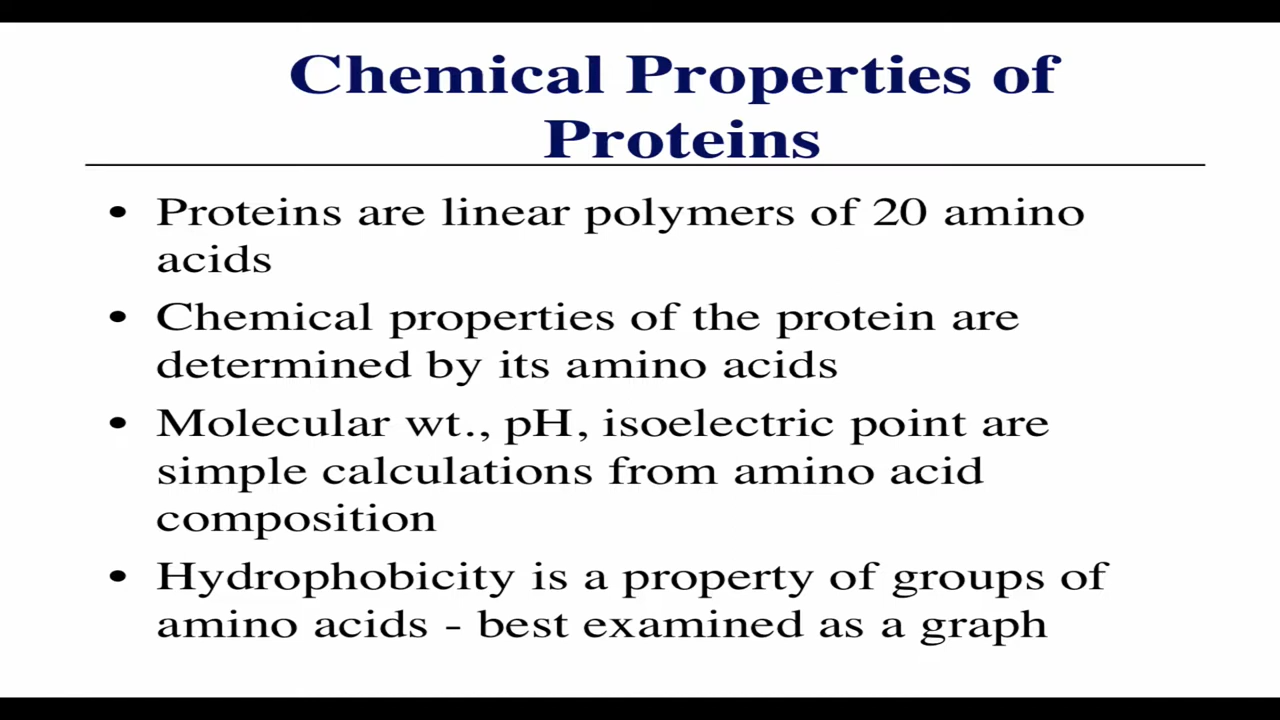 Chemical Properties of
Proteins
• Proteins are linear polymers of 20 amino
acids
• Chemical properties of the protein are
determined by its amino acids
• Molecular wt., pH, isoelectric point are
simple calculations from amino acid
composition
• Hydrophobicity is a property of groups of
amino acids - best examined as a graph